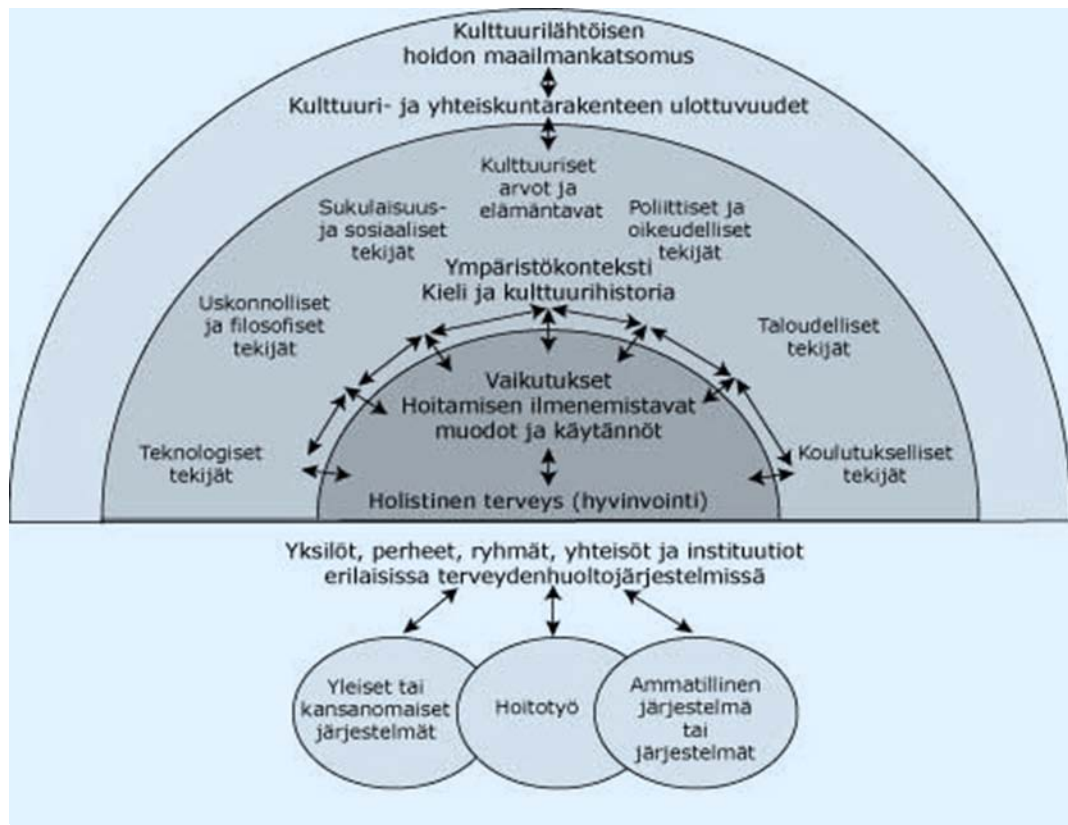 Kulttuurilähtöisen
hoidon maailmankatsomus
Kulttuuri- ja yhteiskuntarakenteen ulottuvuudet
Kulttuuriset
arvot ja
elämäntavat
Sukulaisuus-
ja sosiaaliset
tekijät
Poliittiset ja
oikeudelliset
tekijät
Ympäristökonteksti
Kieli ja kulttuurihistoria
Uskonnolliset
ja filosofiset
tekijät
Taloudelliset
tekijät
Vaikutukset
Hoitamisen ilmenemistavat
muodot ja käytännöt
Teknologiset
tekijät
Koulutukselliset
tekijät
Holistinen terveys (hyvinvointi)
Yksilöt, perheet, ryhmät, yhteisöt ja instituutiot
erilaisissa terveydenhuoltojärjestelmissä
Yleiset tai
kansanomaiset
järjestelmät
Hoitotyö
Ammatillinen
järjestelmä
tai
järjestelmät